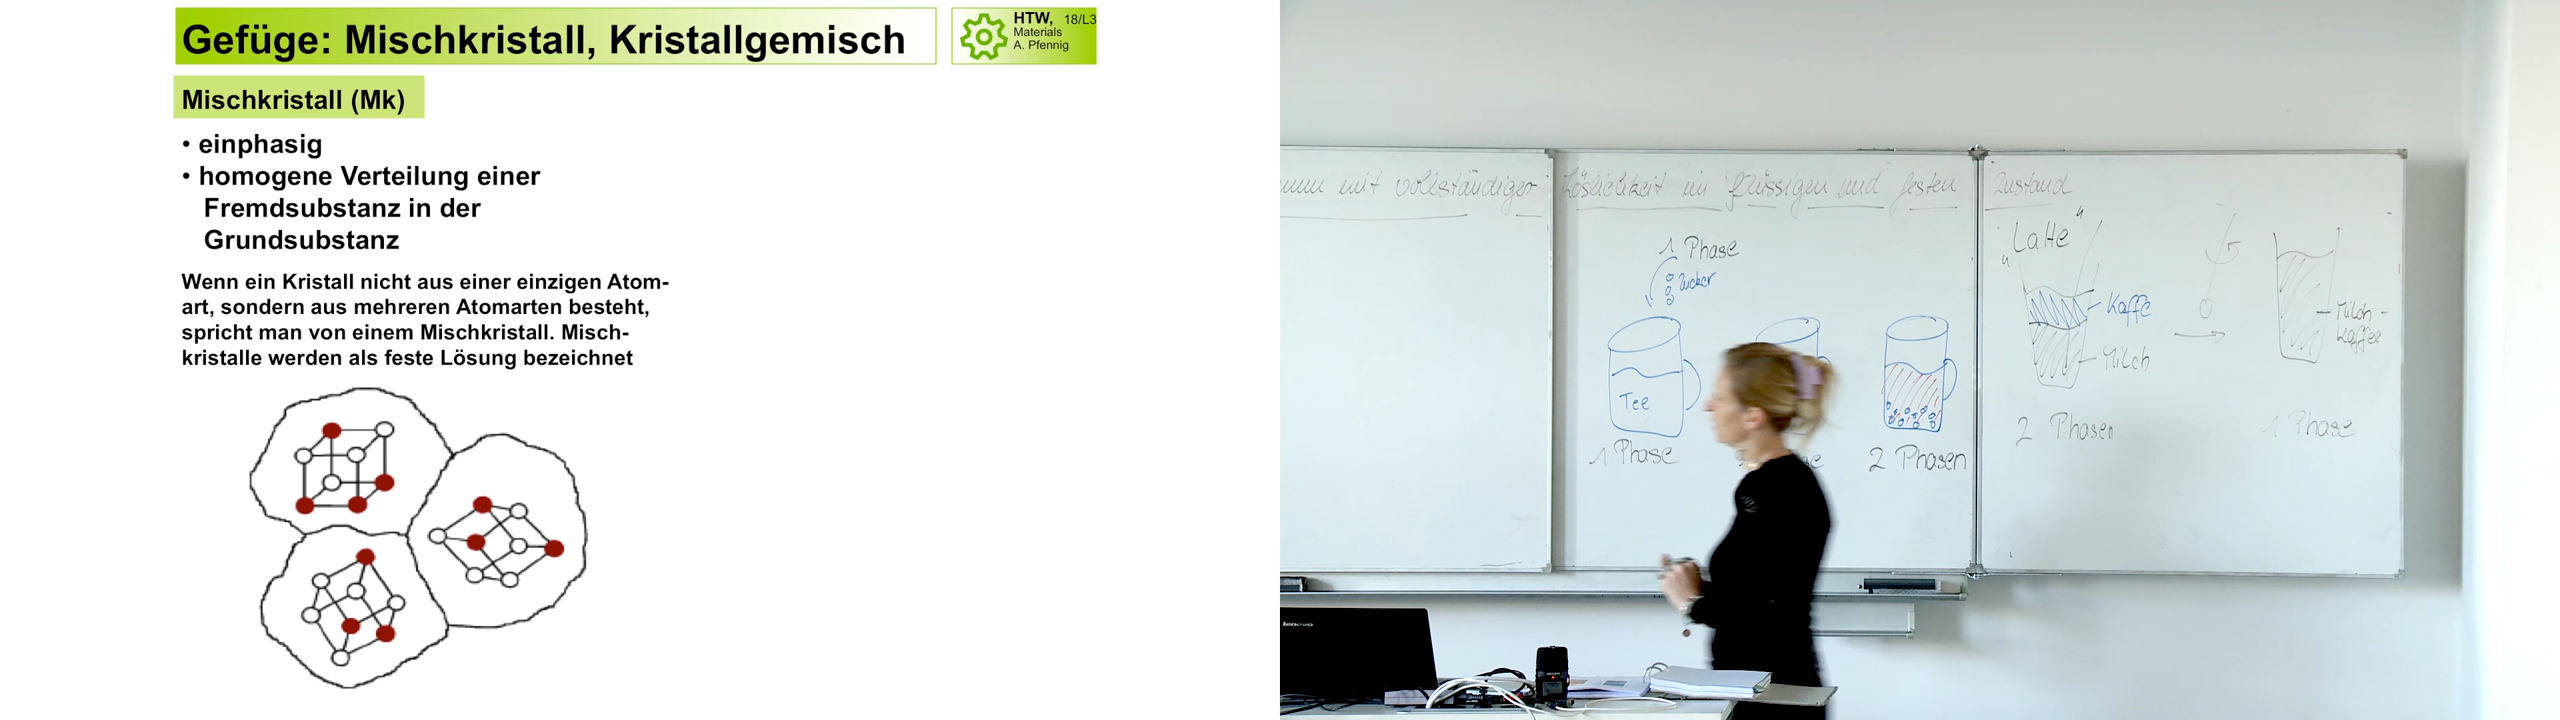 Gefüge: Mischkristall, Kristallgemisch
HTW, 18/L3
Materials
A. Pfennig
Mischkristall (Mk)
• einphasig
• homogene Verteilung einer
Fremdsubstanz in der
Grundsubstanz
Wenn ein Kristall nicht aus einer einzigen Atom-
art, sondern aus mehreren Atomarten besteht,
spricht man von einem Mischkristall. Misch-
kristalle werden als feste Lösung bezeichnet
mit vollständiger Löslichkeit im flüssigen und festen Zustand
1 Phase
Zucker
Tee
1 Phase
2 Phasen
"Latte"
Kaffe
Milch
2 Phasen
Milch-
kaffee
1 Phase
lenovo